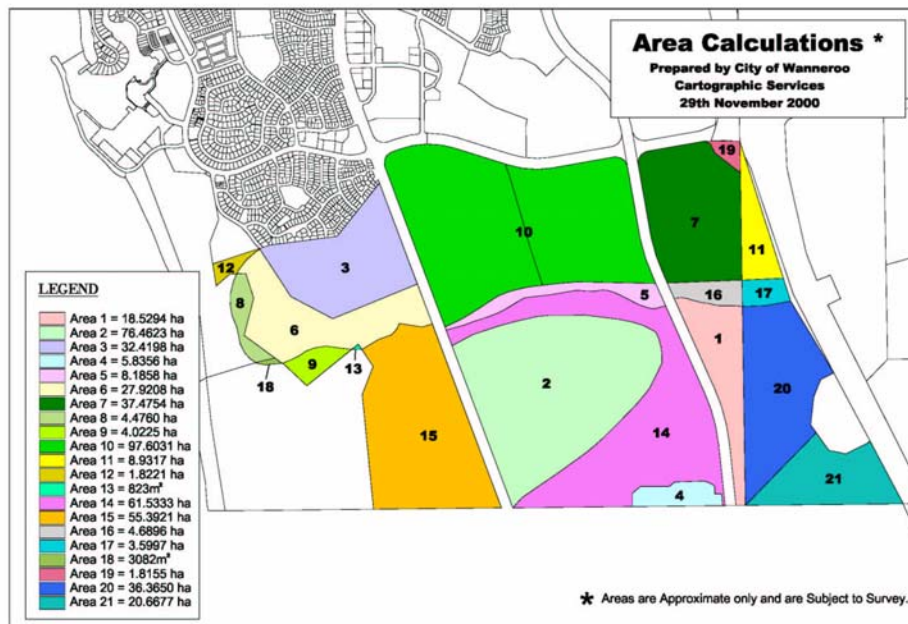 Area Calculations *
Prepared by City of Wanneroo
Cartographic Services
29th November 2000
19
7
10
11
12
3
8
5
16
17
6
1
9
13
18
2
20
15
14
21
4
LEGEND
Area 1 = 18.5294 ha
Area 2 = 76.4623 ha
Area 3 = 32.4198 ha
Area 4 = 5.8356 ha
Area 5 = 8.1858 ha
Area 6 = 27.9208 ha
Area 7 = 37.4754 ha
Area 8 = 4.4760 ha
Area 9 = 4.0225 ha
Area 10 = 97.6031 ha
Area 11 = 8.9317 ha
Area 12 = 1.8221 ha
Area 13 = 823m²
Area 14 = 61.5333 ha
Area 15 = 55.3921 ha
Area 16 = 4.6896 ha
Area 17 = 3.5997 ha
Area 18 = 3082m²
Area 19 = 1.8155 ha
Area 20 = 36.3650 ha
Area 21 = 20.6677 ha
* Areas are Approximate only and are Subject to Survey.